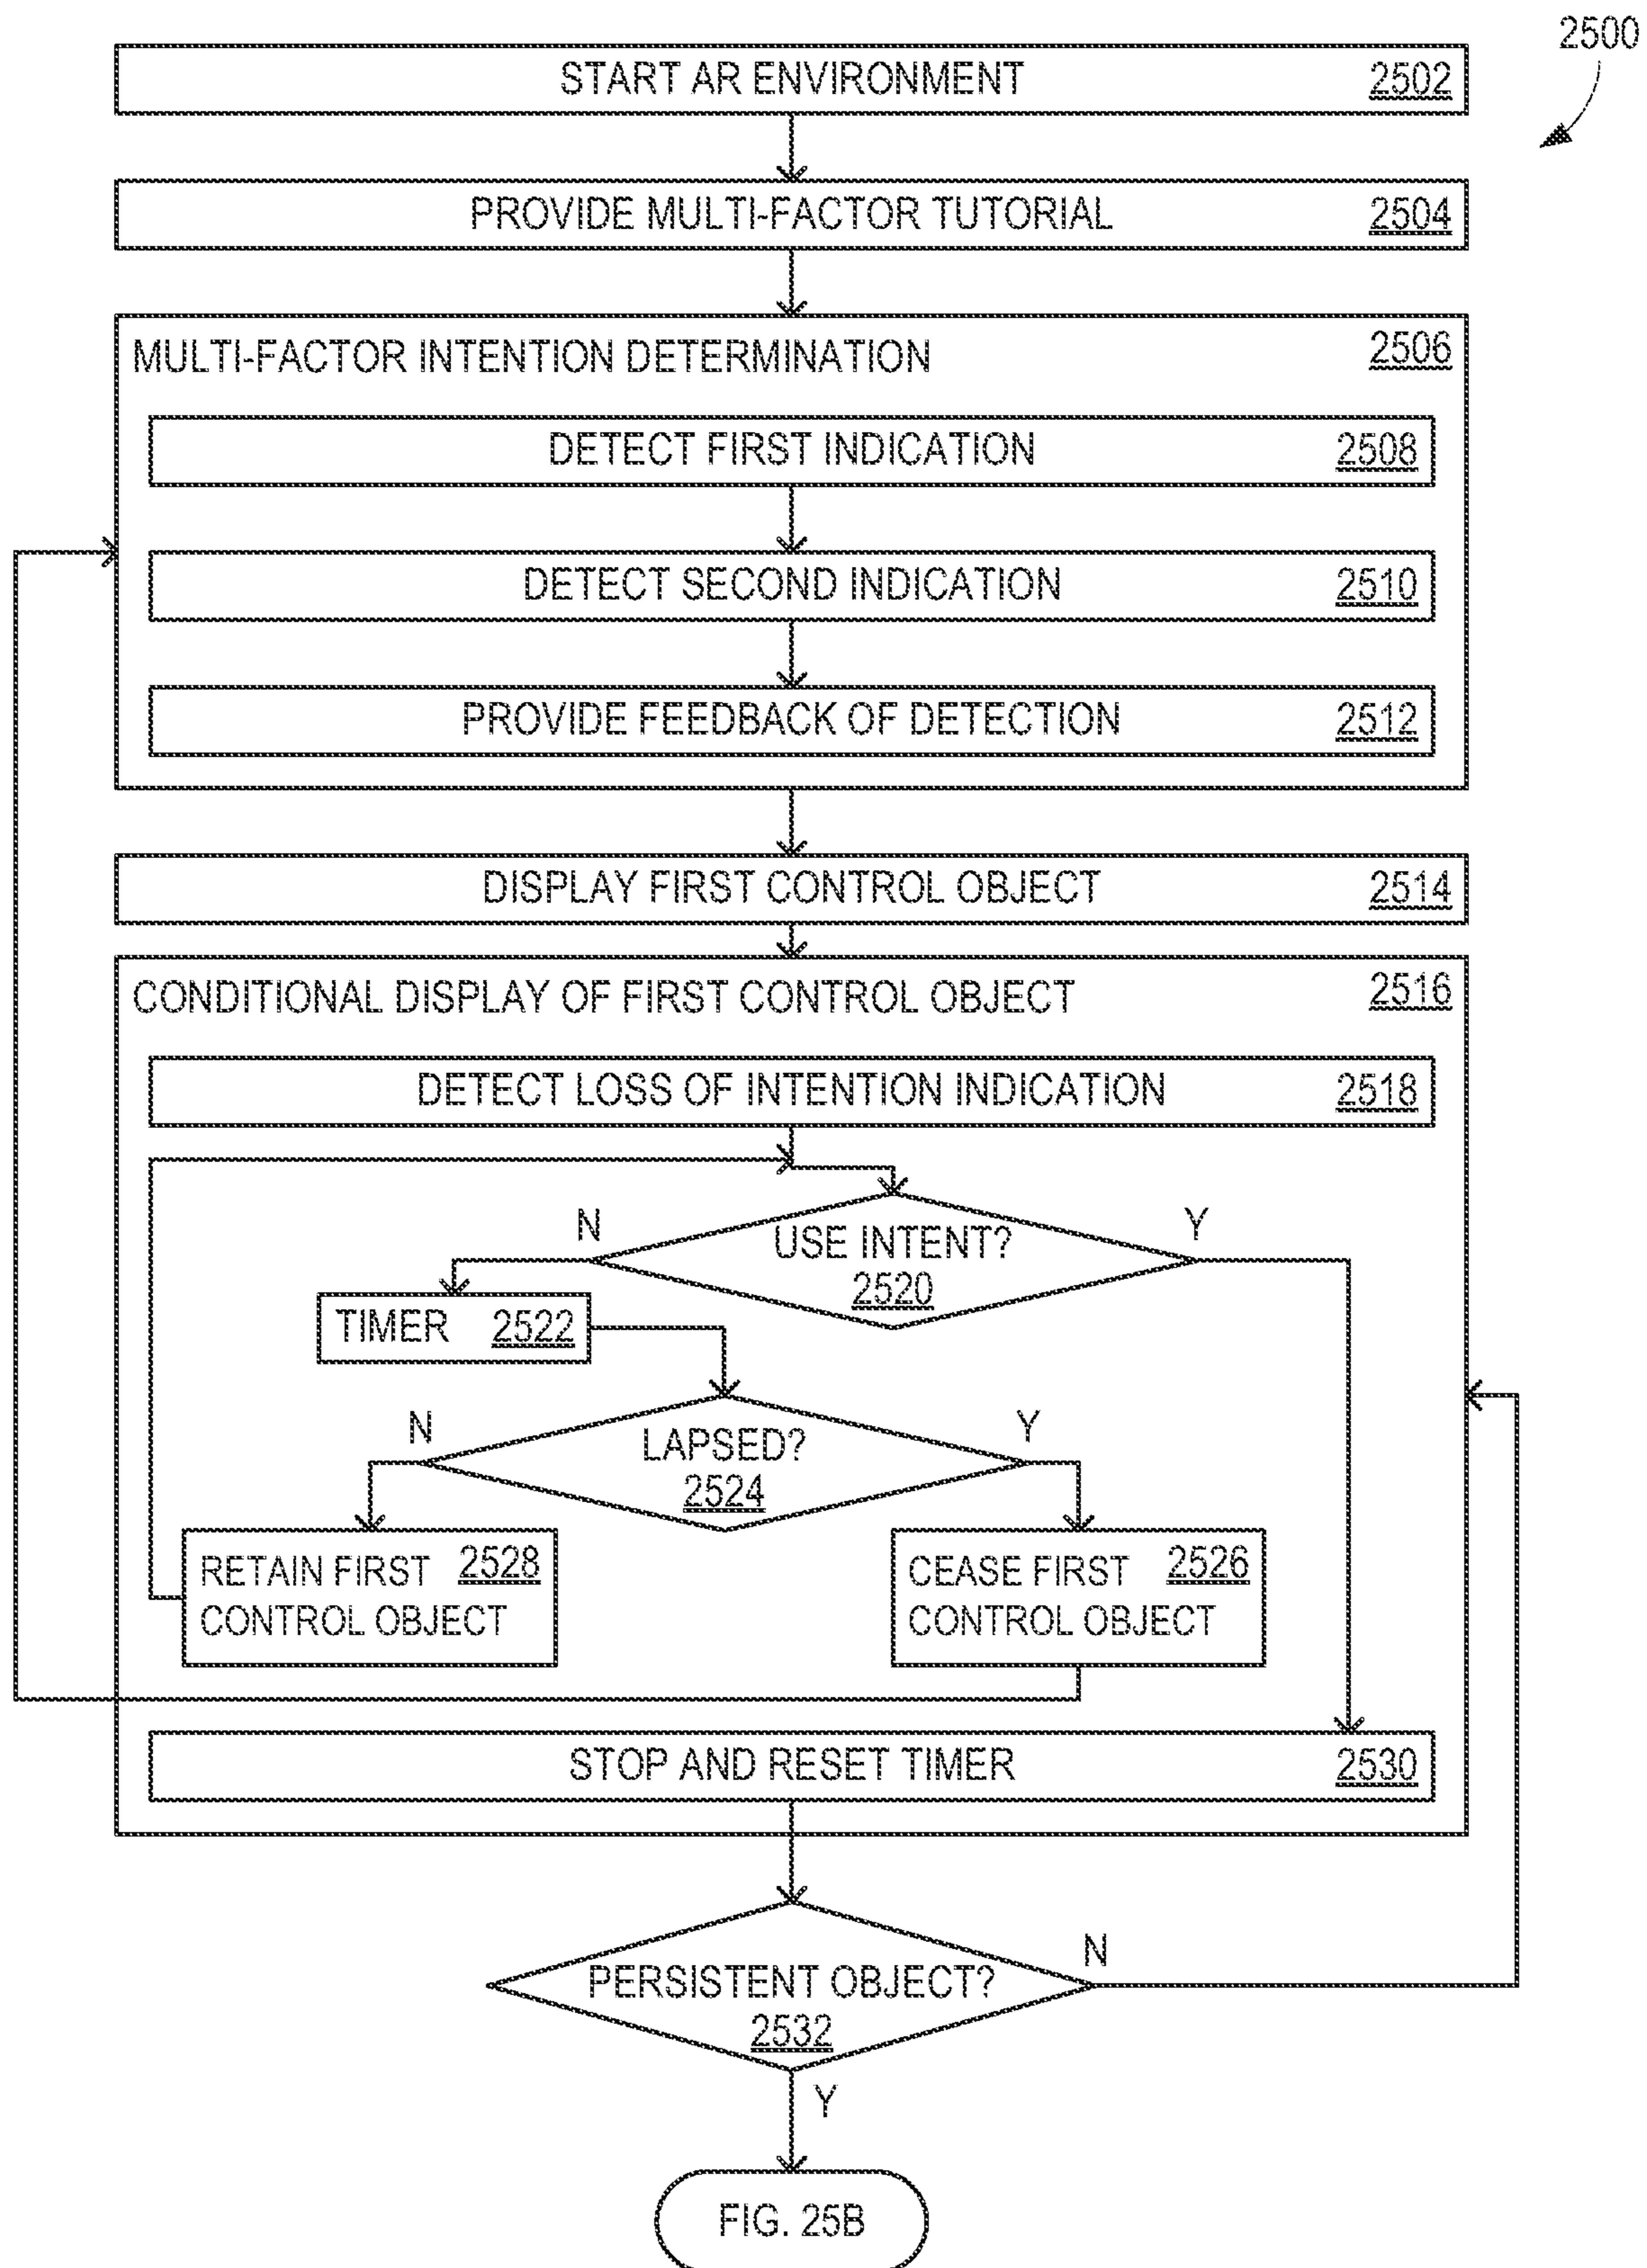 2500
START AR ENVIRONMENT 2502
PROVIDE MULTI-FACTOR TUTORIAL 2504
MULTI-FACTOR INTENTION DETERMINATION 2506
DETECT FIRST INDICATION 2508
DETECT SECOND INDICATION 2510
PROVIDE FEEDBACK OF DETECTION 2512
DISPLAY FIRST CONTROL OBJECT 2514
CONDITIONAL DISPLAY OF FIRST CONTROL OBJECT 2516
DETECT LOSS OF INTENTION INDICATION 2518
N
Y
USE INTENT?
2520
TIMER 2522
N
Y
LAPSED?
2524
RETAIN FIRST 2528
CONTROL OBJECT
CEASE FIRST 2526
CONTROL OBJECT
STOP AND RESET TIMER 2530
N
PERSISTENT OBJECT?
2532
Y
FIG. 25B